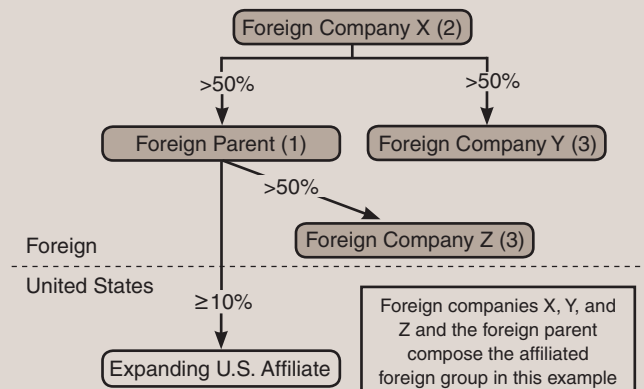 Foreign Company X (2)
>50%
>50%
Foreign Parent (1)
Foreign Company Y (3)
>50%
Foreign Company Z (3)
Foreign
United States
≥10%
Expanding U.S. Affiliate
Foreign companies X, Y, and
Z and the foreign parent
compose the affiliated
foreign group in this example